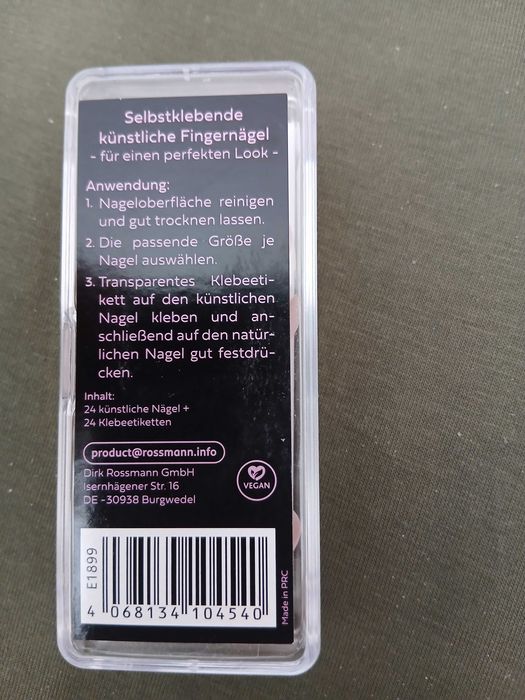 Selbstklebende
künstliche Fingernägel
- für einen perfekten Look -
Anwendung:
1. Nageloberfläche reinigen
und gut trocknen lassen.
2. Die passende Größe je
Nagel auswählen.
3. Transparentes Klebeeti-
kett auf den künstlichen
Nagel kleben und an-
schließend auf den natür-
lichen Nagel gut festdrü-
cken.
Inhalt:
24 künstliche Nägel +
24 Klebeetiketten
product@rossmann.info
Dirk Rossmann GmbH
Isernhägener Str. 16
DE -30938 Burgwedel
VEGAN
E1899
4 068134 104540
Made in PRC